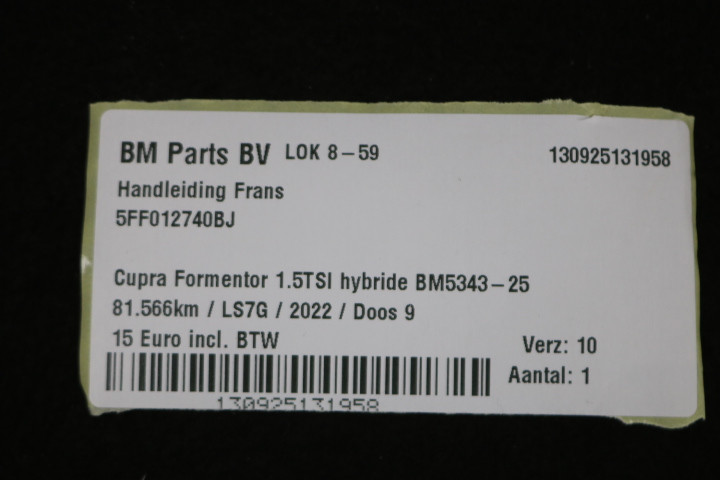 BM Parts BV LOK 8-59 130925131958
Handleiding Frans
5FF012740BJ
Cupra Formentor 1.5TSI hybride BM5343-25
81.566km / LS7G / 2022 / Doos 9
15 Euro incl. BTW Verz: 10
Aantal: 1
130925131958